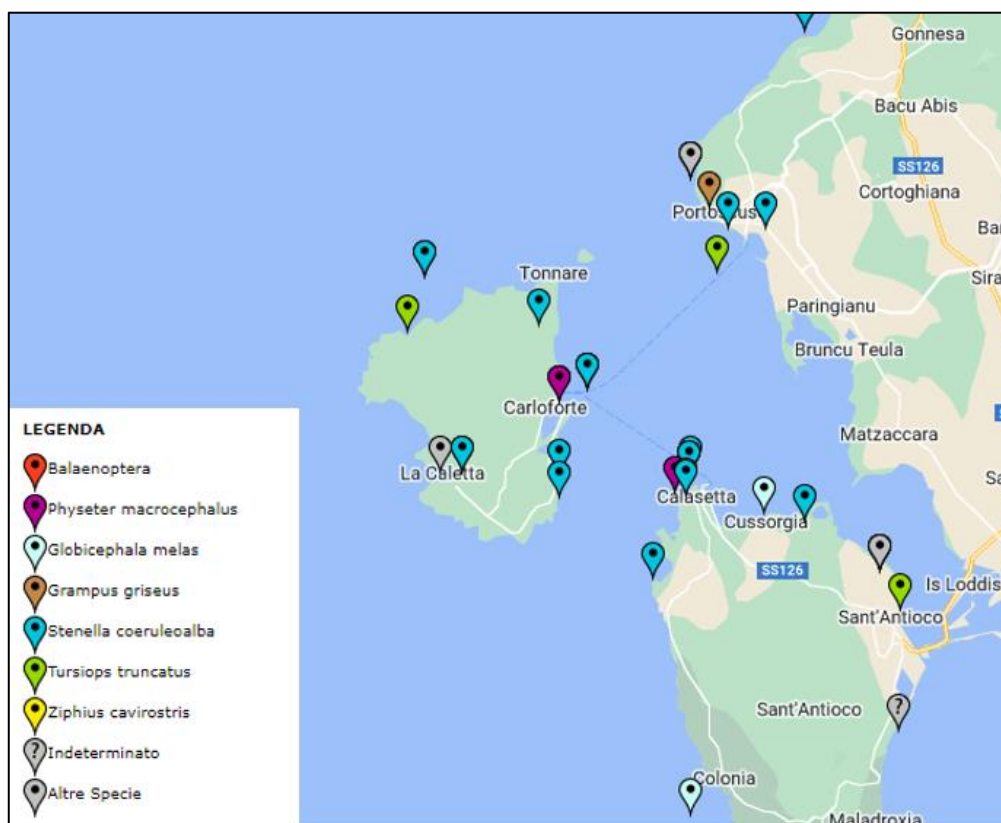 Gonnesa
Bacu Abis
SS126
Cortoghiana
Tonnare
Paringianu
Bruncu Teula
Carloforte
Matzaccara
La Caletta
Calasetta
Cussorgia
SS126
Is Loddis
Sant'Antioco
Sant'Antioco
Colonia
Maladroxia
LEGENDA
Balaenoptera
Physeter macrocephalus
Globicephala melas
Grampus griseus
Stenella coeruleoalba
Tursiops truncatus
Ziphius cavirostris
? Indeterminato
Altre Specie
?